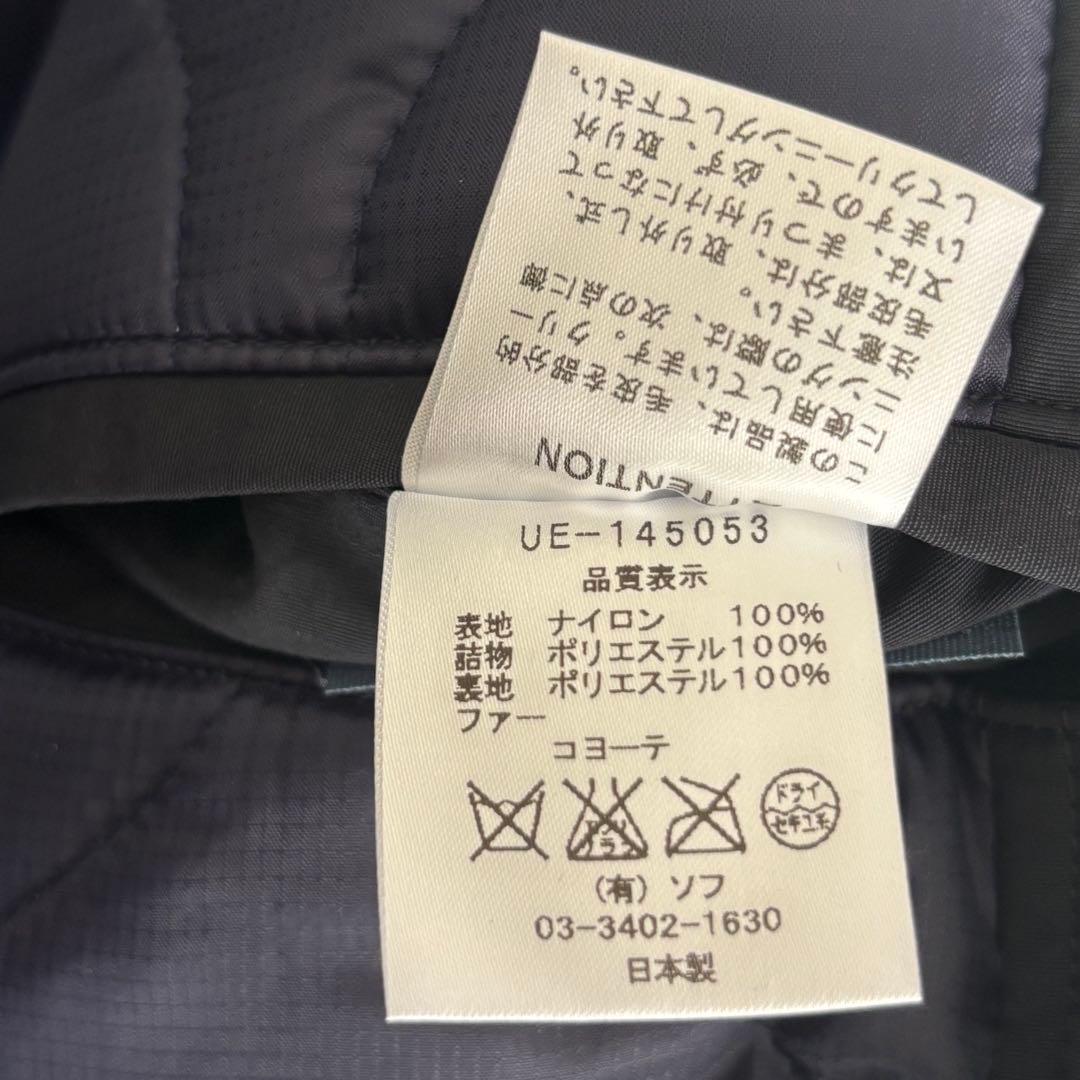 ATTENTION
この製品は、毛皮を部分的
に使用しています。クリー
ニングの際は、次の点に御
注意下さい。
毛皮部分は、取り外し式、
又は、まつり付けになって
いますので、必ず、取り外
してクリーニングして下さい。
UE-145053
品質表示
表地 ナイロン 100%
詰物 ポリエステル100%
裏地 ポリエステル100%
ファー
コヨーテ
ドライ
セキユ系
(有) ソフ
03-3402-1630
日本製